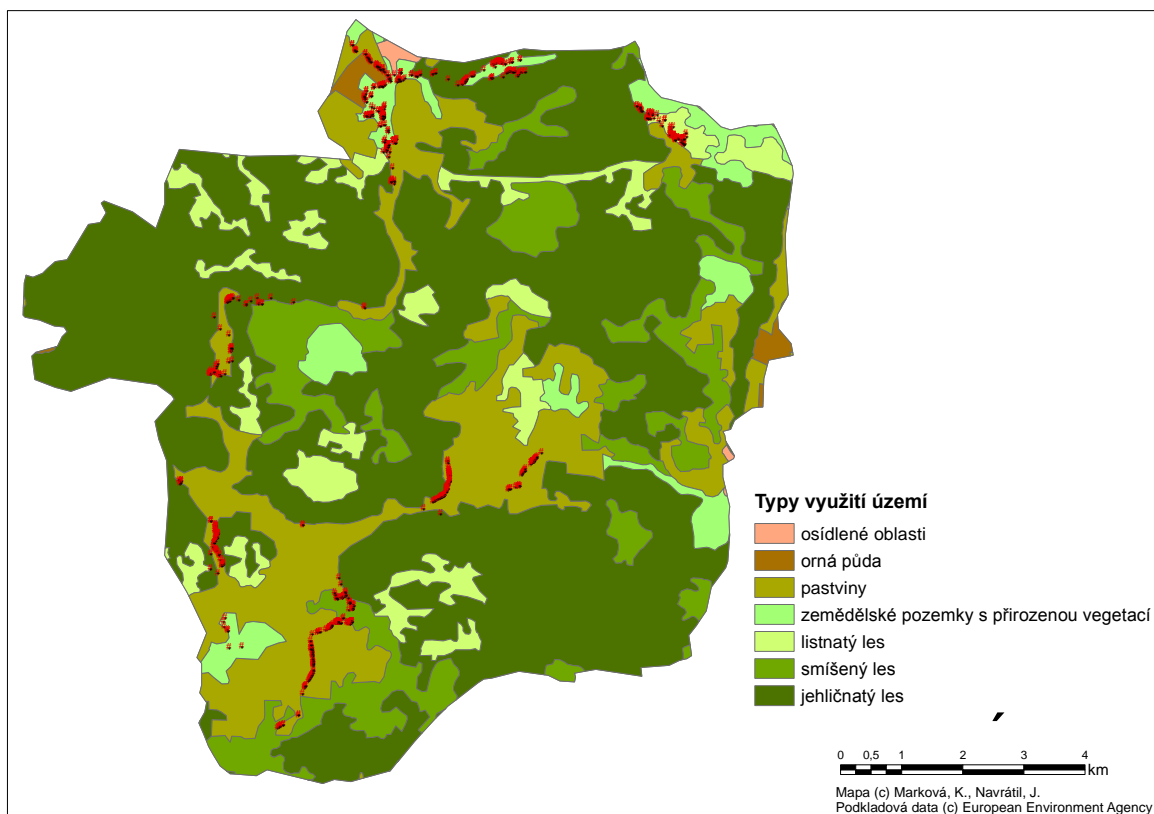 Typy využití území
osídlené oblasti
orná půda
pastviny
zemědělské pozemky s přirozenou vegetací
listnatý les
smíšený les
jehličnatý les
0 0,5 1 2 3 4
km
Mapa (c) Marková, K., Navrátil, J.
Podkladová data (c) European Environment Agency